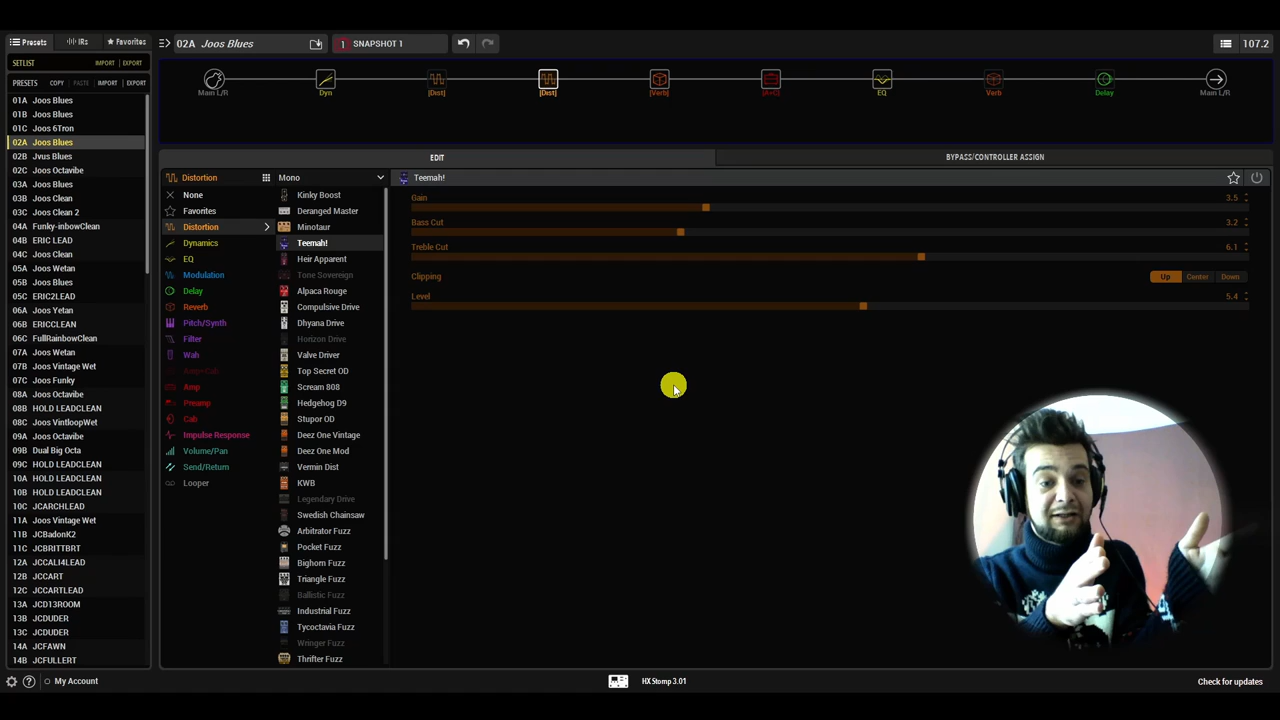 Presets IRs Favorites
02A Joos Blues
1 SNAPSHOT 1
107.2
SETLIST IMPORT EXPORT
PRESETS COPY PASTE IMPORT EXPORT
Main L/R Dyn [Dist] [Dist] [Verb] [A+C] EQ Verb Delay Main L/R
01A Joos Blues
01B Joos Blues
01C Joos 6Tron
02A Joos Blues
02B Jvus Blues
02C Joos Octavibe
03A Joos Blues
03B Joos Clean
03C Joos Clean 2
04A Funky-inbowClean
04B ERIC LEAD
04C Joos Clean
05A Joos Wetan
05B Joos Blues
05C ERIC2LEAD
06A Joos Yetan
06B ERICCLEAN
06C FullRainbowClean
07A Joos Wetan
07B Joos Vintage Wet
07C Joos Funky
08A Joos Octavibe
08B HOLD LEADCLEAN
08C Joos VintloopWet
09A Joos Octavibe
09B Dual Big Octa
09C HOLD LEADCLEAN
10A HOLD LEADCLEAN
10B HOLD LEADCLEAN
10C JCARCHLEAD
11A Joos Vintage Wet
11B JCBadonK2
11C JCBRITTBRT
12A JCCALI4LEAD
12B JCCART
12C JCCARTLEAD
13A JCD13ROOM
13B JCDUDER
13C JCDUDER
14A JCFAWN
14B JCFULLERT
EDIT
BYPASS/CONTROLLER ASSIGN
Distortion
Mono
None
Favorites
Distortion
Dynamics
EQ
Modulation
Delay
Reverb
Pitch/Synth
Filter
Wah
Amp+Cab
Amp
Preamp
Cab
Impulse Response
Volume/Pan
Send/Return
Looper
Kinky Boost
Deranged Master
Minotaur
Teemah!
Heir Apparent
Tone Sovereign
Alpaca Rouge
Compulsive Drive
Dhyana Drive
Horizon Drive
Valve Driver
Top Secret OD
Scream 808
Hedgehog D9
Stupor OD
Deez One Vintage
Deez One Mod
Vermin Dist
KWB
Legendary Drive
Swedish Chainsaw
Arbitrator Fuzz
Pocket Fuzz
Bighorn Fuzz
Triangle Fuzz
Ballistic Fuzz
Industrial Fuzz
Tycoctavia Fuzz
Wringer Fuzz
Thrifter Fuzz
Teemah!
Gain 3.5
Bass Cut 3.2
Treble Cut 6.1
Clipping Up Center Down
Level 5.4
My Account
HX Stomp 3.01
Check for updates